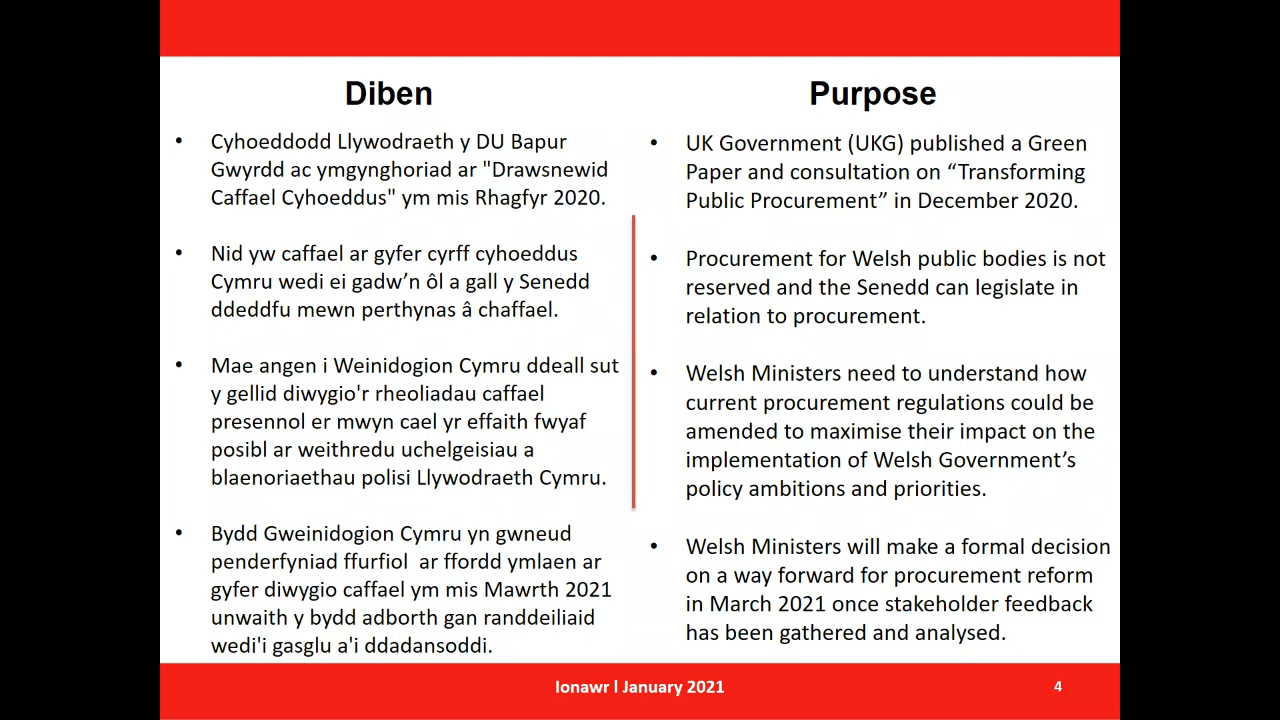 Diben
• Cyhoeddodd Llywodraeth y DU Bapur
Gwyrdd ac ymgynghoriad ar "Drawsnewid
Caffael Cyhoeddus" ym mis Rhagfyr 2020.
• Nid yw caffael ar gyfer cyrff cyhoeddus
Cymru wedi ei gadw’n ôl a gall y Senedd
ddeddfu mewn perthynas â chaffael.
• Mae angen i Weinidogion Cymru ddeall sut
y gellid diwygio'r rheoliadau caffael
presennol er mwyn cael yr effaith fwyaf
posibl ar weithredu uchelgeisiau a
blaenoriaethau polisi Llywodraeth Cymru.
• Bydd Gweinidogion Cymru yn gwneud
penderfyniad ffurfiol  ar ffordd ymlaen ar
gyfer diwygio caffael ym mis Mawrth 2021
unwaith y bydd adborth gan randdeiliaid
wedi'i gasglu a'i ddadansoddi.
Purpose
• UK Government (UKG) published a Green
Paper and consultation on “Transforming
Public Procurement” in December 2020.
• Procurement for Welsh public bodies is not
reserved and the Senedd can legislate in
relation to procurement.
• Welsh Ministers need to understand how
current procurement regulations could be
amended to maximise their impact on the
implementation of Welsh Government’s
policy ambitions and priorities.
• Welsh Ministers will make a formal decision
on a way forward for procurement reform
in March 2021 once stakeholder feedback
has been gathered and analysed.
Ionawr l January 2021
4